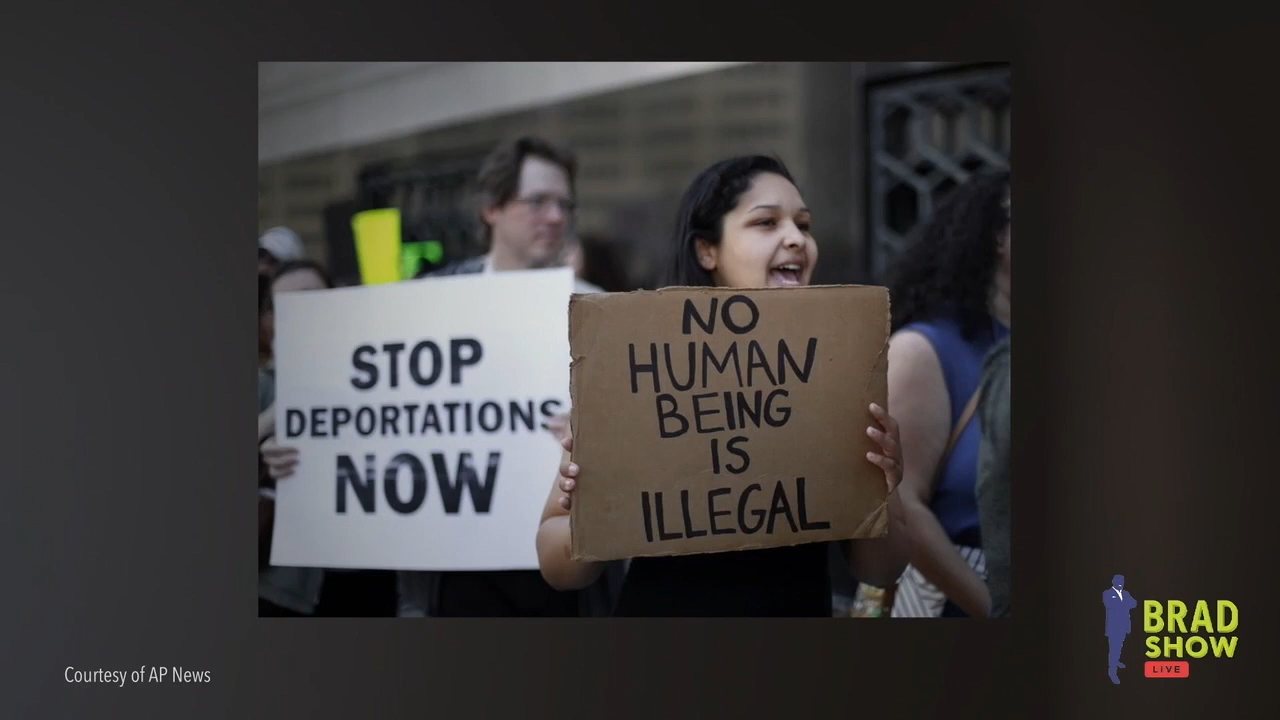 STOP
DEPORTATIONS
NOW
NO
HUMAN
BEING
IS
ILLEGAL
Courtesy of AP News
BRAD
SHOW
LIVE